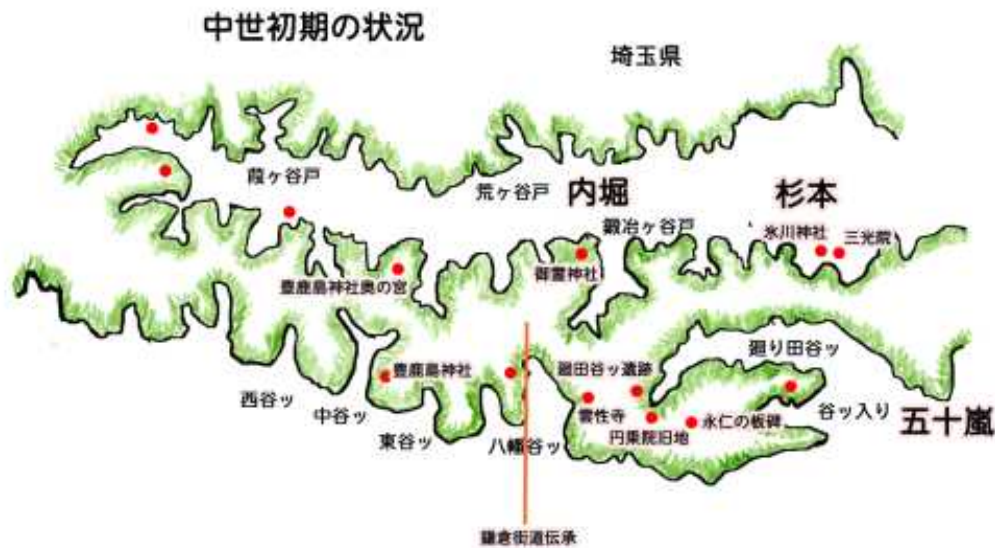 中世初期の状況
埼玉県
葭ヶ谷戸
荒ヶ谷戸
内堀
杉本
鍛冶ヶ谷戸
氷川神社
三光院
御霊神社
豊鹿島神社奥の宮
豊鹿島神社
廻田谷ッ遺跡
廻り田谷ッ
西谷ッ
中谷ッ
東谷ッ
八幡谷ッ
雲性寺
円乗院旧地
永仁の板碑
谷ッ入り
五十嵐
鎌倉街道伝承